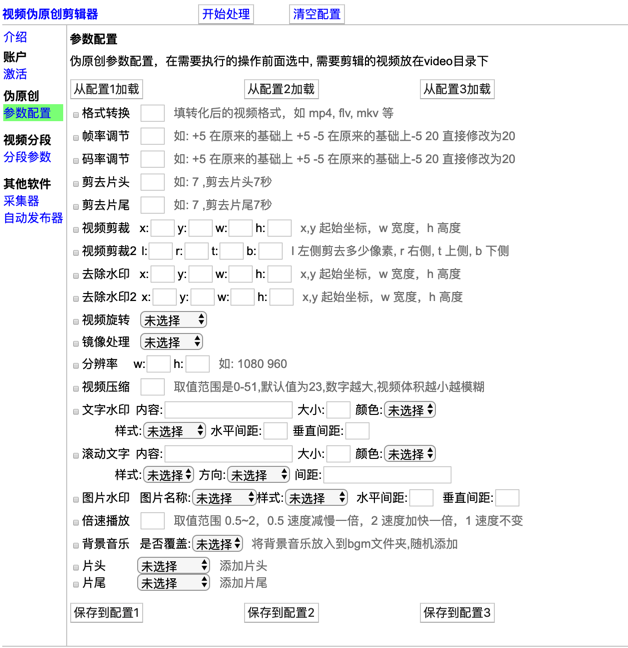 视频伪原创剪辑器 开始处理 清空配置
介绍
账户
激活
伪原创
参数配置
视频分段
分段参数
其他软件
采集器
自动发布器
参数配置
伪原创参数配置，在需要执行的操作前面选中, 需要剪辑的视频放在video目录下
从配置1加载 从配置2加载 从配置3加载
格式转换 填转化后的视频格式，如 mp4, flv, mkv 等
帧率调节 如: +5 在原来的基础上 +5 -5 在原来的基础上-5 20 直接修改为20
码率调节 如: +5 在原来的基础上 +5 -5 在原来的基础上-5 20 直接修改为20
剪去片头 如: 7 ,剪去片头7秒
剪去片尾 如: 7 ,剪去片尾7秒
视频剪裁 x: y: w: h: x,y 起始坐标，w 宽度，h 高度
视频剪裁2 l: r: t: b: l 左侧剪去多少像素, r 右侧, t 上侧, b 下侧
去除水印 x: y: w: h: x,y 起始坐标，w 宽度，h 高度
去除水印2 x: y: w: h: x,y 起始坐标，w 宽度，h 高度
视频旋转 未选择
镜像处理 未选择
分辨率 w: h: 如: 1080 960
视频压缩 取值范围是0-51,默认值为23,数字越大,视频体积越小越模糊
文字水印 内容: 大小: 颜色: 未选择
样式: 未选择 水平间距: 垂直间距:
滚动文字 内容: 大小: 颜色: 未选择
样式: 未选择 方向: 未选择 间距:
图片水印 图片名称: 未选择 样式: 未选择 水平间距: 垂直间距:
倍速播放 取值范围 0.5~2，0.5 速度减慢一倍，2 速度加快一倍，1 速度不变
背景音乐 是否覆盖: 未选择 将背景音乐放入到bgm文件夹,随机添加
片头 未选择 添加片头
片尾 未选择 添加片尾
保存到配置1 保存到配置2 保存到配置3